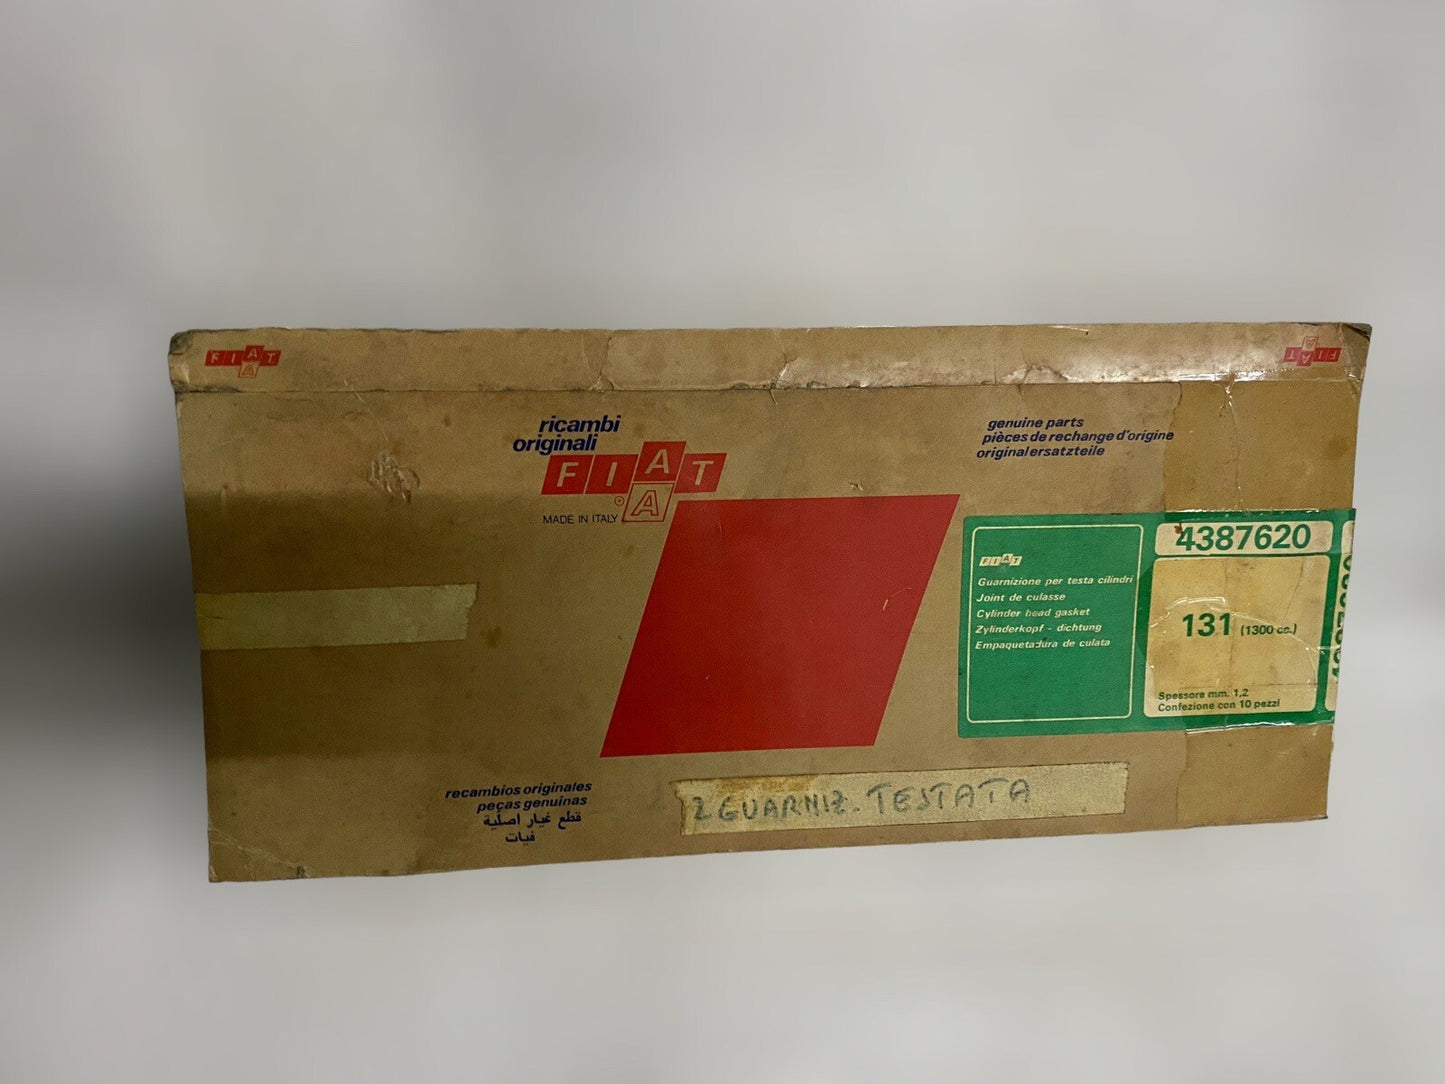 FIAT
FIAT
ricambi
originali
FIAT
A
MADE IN ITALY
genuine parts
pièces de rechange d'origine
originalersatzteile
FIAT
Guarnizione per testa cilindri
Joint de culasse
Cylinder head gasket
Zylinderkopf - dichtung
Empaquetadura de culata
4387620
131 (1300 cc.)
Spessore mm. 1,2
Confezione con 10 pezzi
recambios originales
peças genuinas
قطع غيار اصلية
فيات
2 GUARNIZ. TESTATA